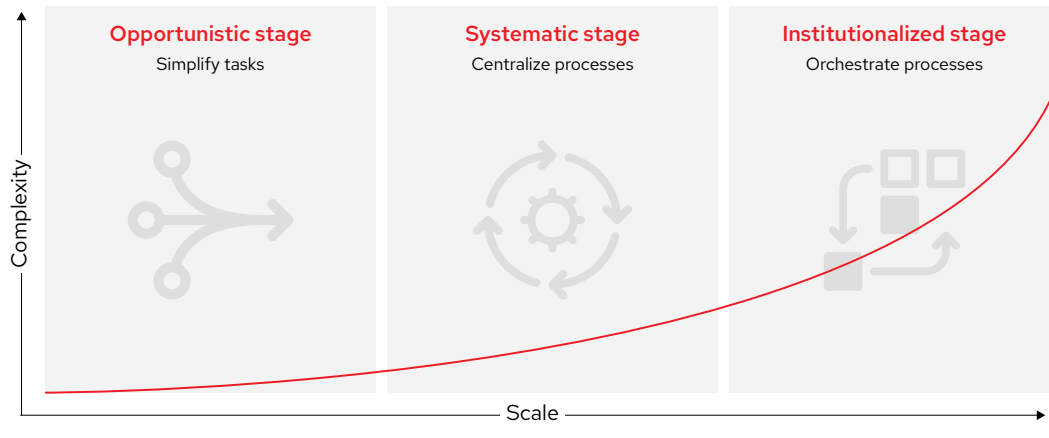 Opportunistic stage
Simplify tasks
Systematic stage
Centralize processes
Institutionalized stage
Orchestrate processes
Complexity
Scale